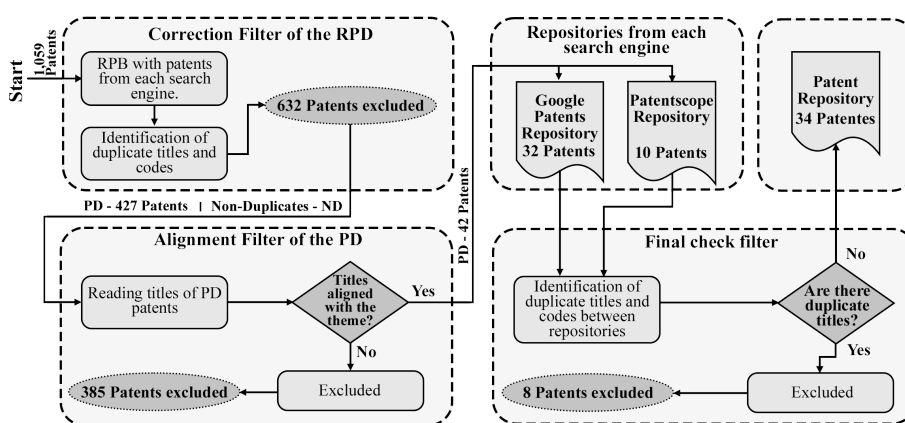 Start
1,059
Patents
Correction Filter of the RPD
RPB with patents
from each search
engine.
632 Patents excluded
Identification of
duplicate titles and
codes
PD - 427 Patents | Non-Duplicates - ND
Alignment Filter of the PD
Reading titles of PD
patents
Titles
aligned
with the
theme?
Yes
No
Excluded
385 Patents excluded
PD - 42 Patents
Repositories from each
search engine
Google
Patents
Repository
32 Patents
Patentscope
Repository
10 Patents
Patent
Repository
34 Patentes
Final check filter
Identification of
duplicate titles and
codes between
repositories
Are there
duplicate
titles?
No
Yes
Excluded
8 Patents excluded